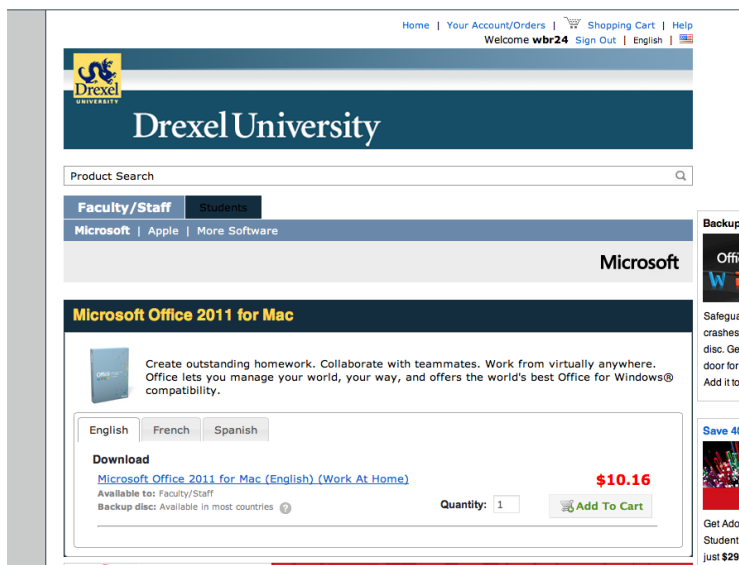 Home | Your Account/Orders | Shopping Cart | Help
Welcome wbr24 Sign Out | English |
Drexel
UNIVERSITY
Drexel University
Product Search
Faculty/Staff Students
Microsoft | Apple | More Software
Microsoft
Microsoft Office 2011 for Mac
Create outstanding homework. Collaborate with teammates. Work from virtually anywhere.
Office lets you manage your world, your way, and offers the world's best Office for Windows®
compatibility.
English French Spanish
Download
Microsoft Office 2011 for Mac (English) (Work At Home)
$10.16
Available to: Faculty/Staff
Backup disc: Available in most countries ?
Quantity: 1 Add To Cart
Backup
Offi
W
Safegua
crashes
disc. Ge
door for
Add it to
Save 40
Get Ado
Student
just $29